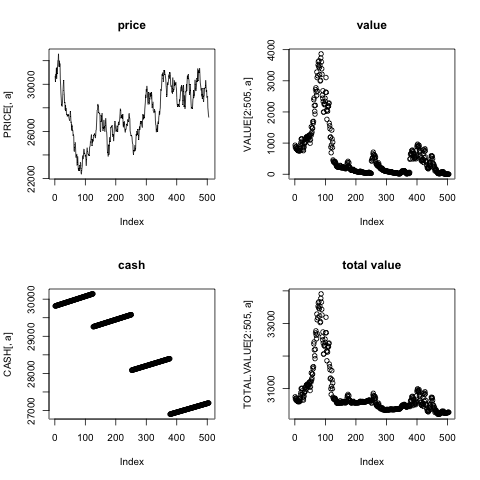 price
PRICE[, a]
22000 26000 30000
0 100 200 300 400 500
Index
value
VALUE[2:505, a]
0 1000 2000 3000 4000
0 100 200 300 400 500
Index
cash
CASH[, a]
27000 28000 29000 30000
0 100 200 300 400 500
Index
total value
TOTAL.VALUE[2:505, a]
31000 33000
0 100 200 300 400 500
Index